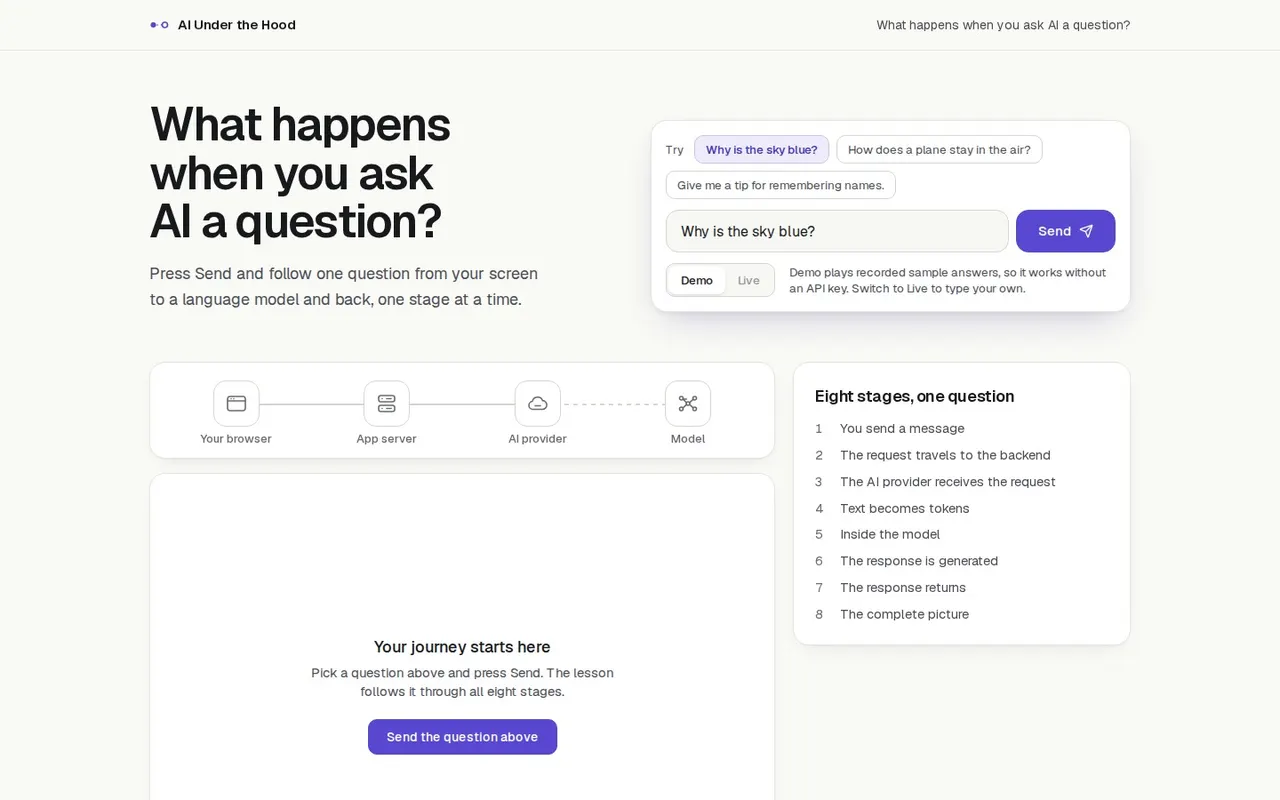 AI Under the Hood
What happens when you ask AI a question?
What happens
when you ask
AI a question?
Press Send and follow one question from your screen
to a language model and back, one stage at a time.
Try
Why is the sky blue?
How does a plane stay in the air?
Give me a tip for remembering names.
Why is the sky blue?
Send
Demo
Live
Demo plays recorded sample answers, so it works without
an API key. Switch to Live to type your own.
Your browser
App server
AI provider
Model
Your journey starts here
Pick a question above and press Send. The lesson
follows it through all eight stages.
Send the question above
Eight stages, one question
1 You send a message
2 The request travels to the backend
3 The AI provider receives the request
4 Text becomes tokens
5 Inside the model
6 The response is generated
7 The response returns
8 The complete picture